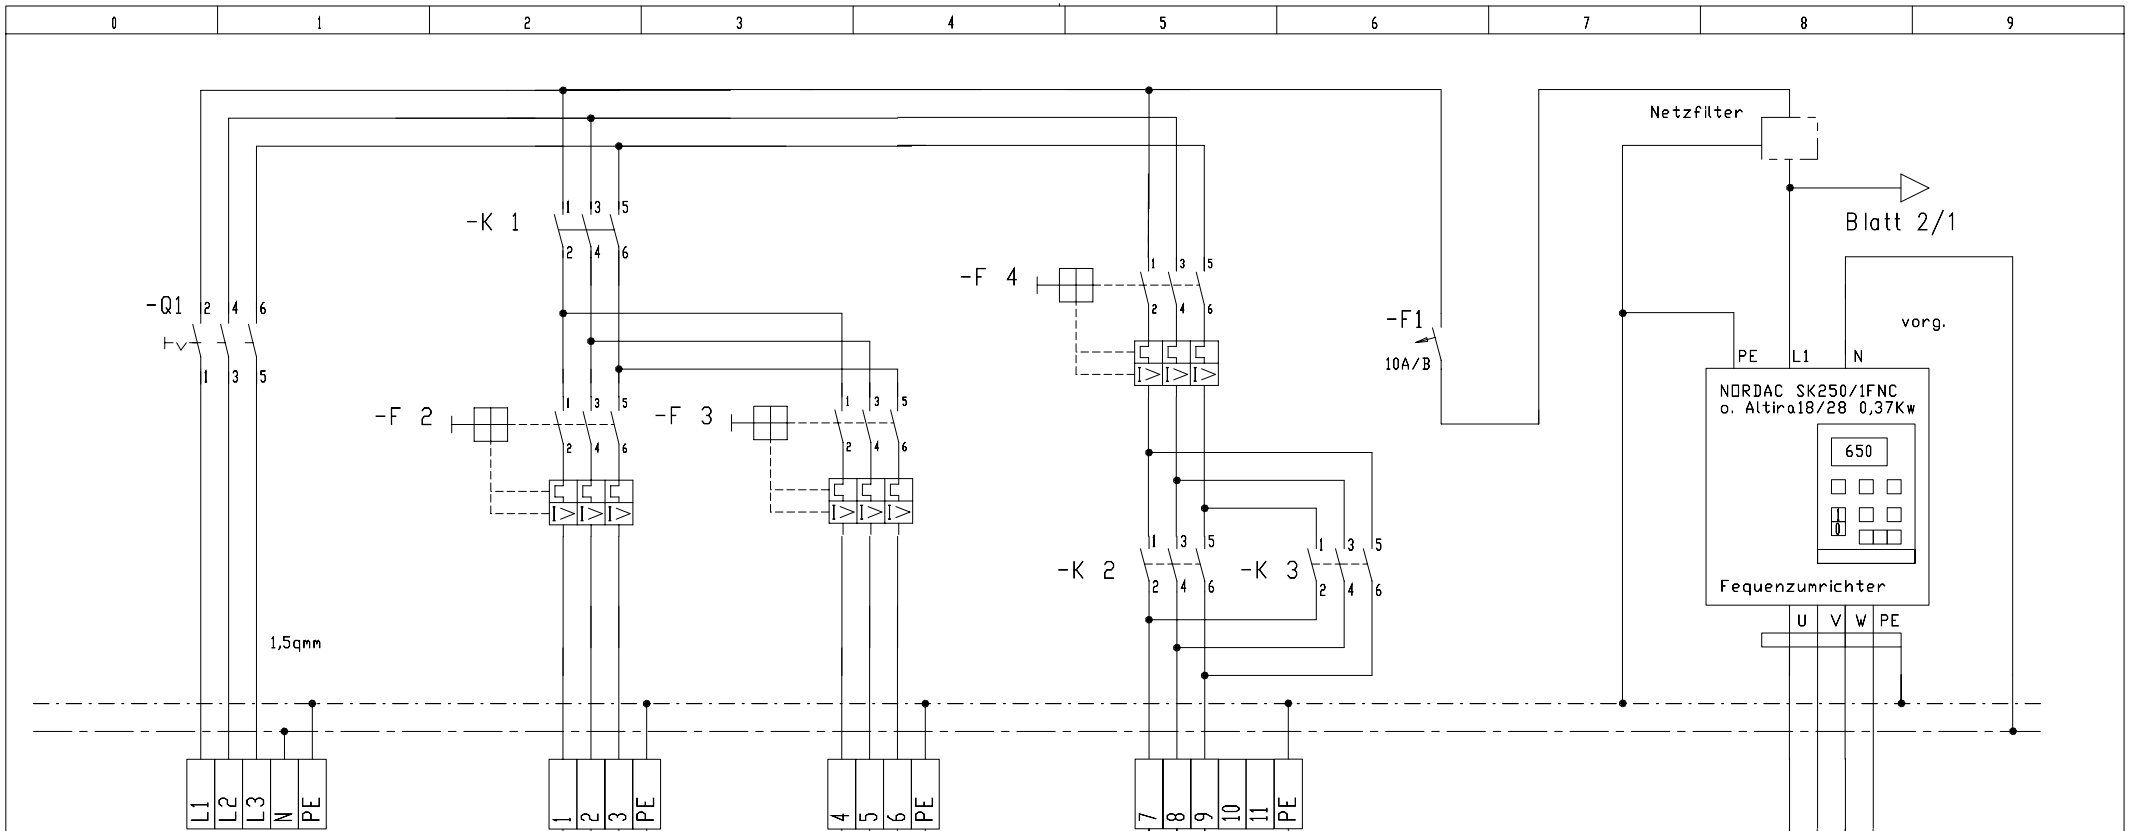 0 1 2 3 4 5 6 7 8 9
Netzfilter
Blatt 2/1
-K 1
1 3 5
2 4 6
-F 4
1 3 5
2 4 6
I> I> I>
-Q1
2 4 6
1 3 5
-F1
10A/B
vorg.
PE L1 N
NORDAC SK250/1FNC
o. Altira18/28 0,37Kw
650
1
0
Fequenzumrichter
U V W PE
-F 2
1 3 5
2 4 6
I> I> I>
-F 3
1 3 5
2 4 6
I> I> I>
-K 2
1 3 5
2 4 6
-K 3
1 3 5
2 4 6
1,5qmm
L1 L2 L3 N PE
1 2 3 PE
4 5 6 PE
7 8 9 10 11 PE